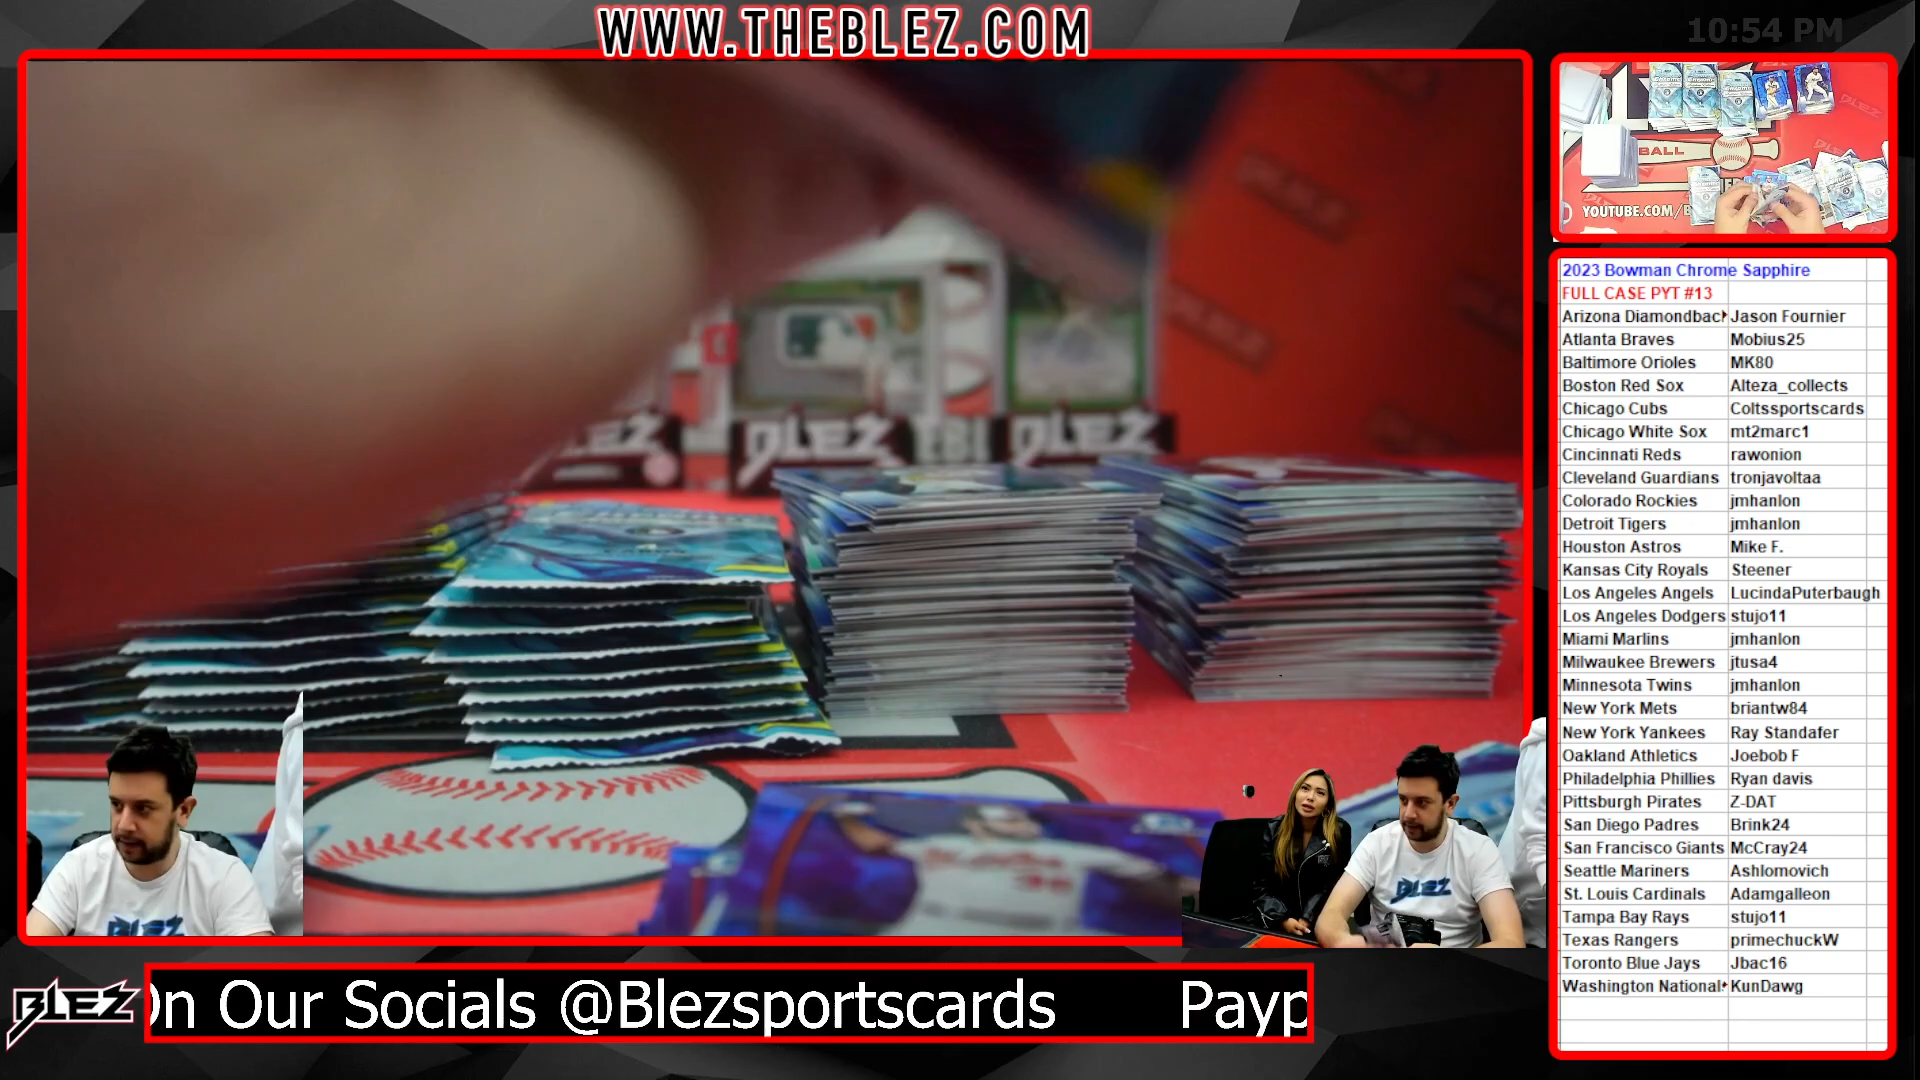 WWW.THEBLEZ.COM
10:54 PM
BALL
YOUTUBE.COM/B
2023 Bowman Chrome Sapphire
FULL CASE PYT #13
Arizona Diamondbac Jason Fournier
Atlanta Braves Mobius25
Baltimore Orioles MK80
Boston Red Sox Alteza_collects
Chicago Cubs Coltssportscards
Chicago White Sox mt2marc1
Cincinnati Reds rawonion
Cleveland Guardians tronjavoltaa
Colorado Rockies jmhanlon
Detroit Tigers jmhanlon
Houston Astros Mike F.
Kansas City Royals Steener
Los Angeles Angels LucindaPuterbaugh
Los Angeles Dodgers stujo11
Miami Marlins jmhanlon
Milwaukee Brewers jtusa4
Minnesota Twins jmhanlon
New York Mets briantw84
New York Yankees Ray Standafer
Oakland Athletics Joebob F
Philadelphia Phillies Ryan davis
Pittsburgh Pirates Z-DAT
San Diego Padres Brink24
San Francisco Giants McCray24
Seattle Mariners Ashlomovich
St. Louis Cardinals Adamgalleon
Tampa Bay Rays stujo11
Texas Rangers primechuckW
Toronto Blue Jays Jbac16
Washington National KunDawg
BLEZ BLEZ
BLEZ
BLEZ
BLEZ
On Our Socials @Blezsportscards Payp